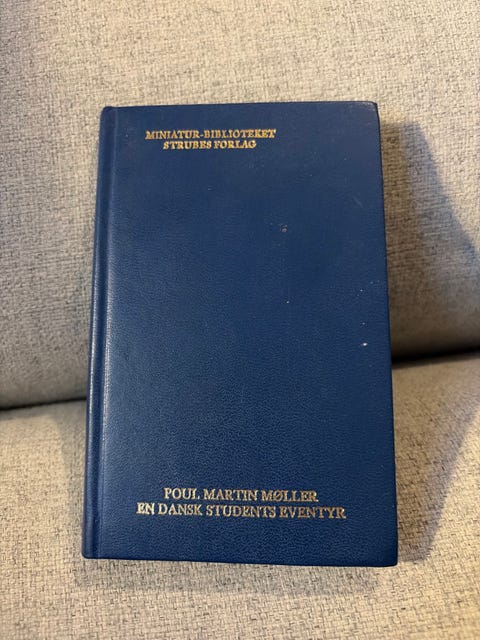 MINIATUR-BIBLIOTEKET
STRUBES FORLAG
POUL MARTIN MØLLER
EN DANSK STUDENTS EVENTYR